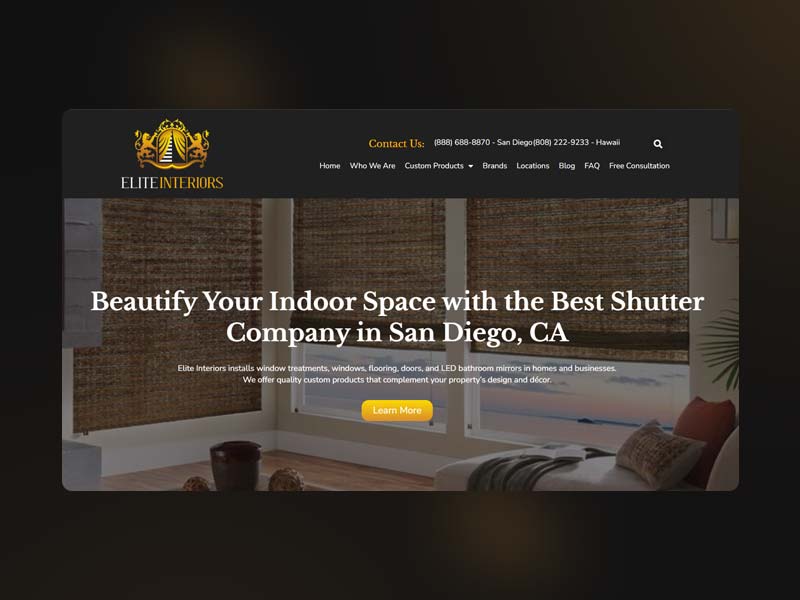 Contact Us: (888) 688-8870 - San Diego(808) 222-9233 - Hawaii
ELITEINTERIORS
Home Who We Are Custom Products Brands Locations Blog FAQ Free Consultation
Beautify Your Indoor Space with the Best Shutter
Company in San Diego, CA
Elite Interiors installs window treatments, windows, flooring, doors, and LED bathroom mirrors in homes and businesses.
We offer quality custom products that complement your property's design and décor.
Learn More